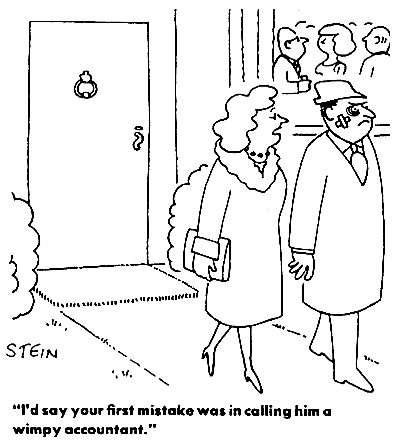 STEIN
"I'd say your first mistake was in calling him a
wimpy accountant."